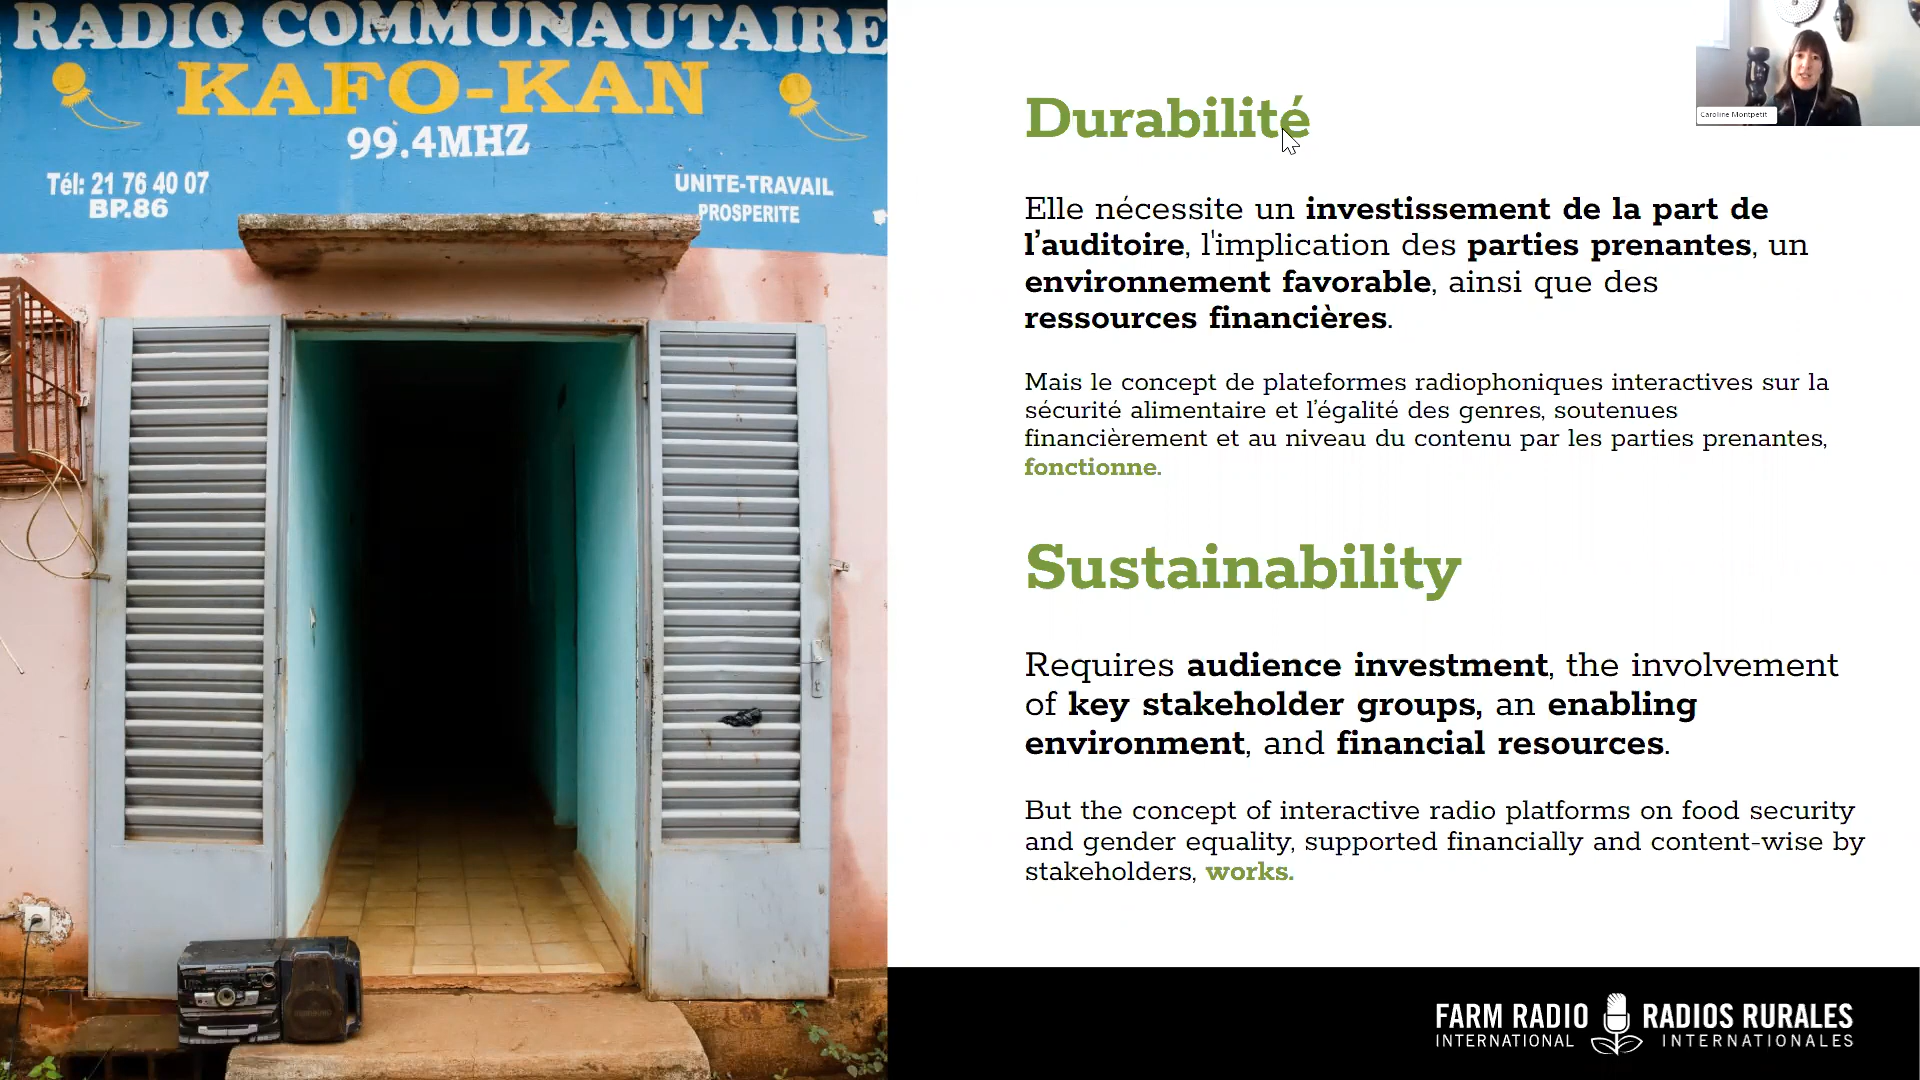 RADIO COMMUNAUTAIRE
KAFO-KAN
99.4MHZ
Tél: 21 76 40 07
BP.86
UNITE-TRAVAIL
PROSPERITE
Durabilité
Elle nécessite un investissement de la part de
l’auditoire, l'implication des parties prenantes, un
environnement favorable, ainsi que des
ressources financières.
Mais le concept de plateformes radiophoniques interactives sur la
sécurité alimentaire et l’égalité des genres, soutenues
financièrement et au niveau du contenu par les parties prenantes,
fonctionne.
Sustainability
Requires audience investment, the involvement
of key stakeholder groups, an enabling
environment, and financial resources.
But the concept of interactive radio platforms on food security
and gender equality, supported financially and content-wise by
stakeholders, works.
Caroline Montpetit
FARM RADIO
INTERNATIONAL
RADIOS RURALES
INTERNATIONALES